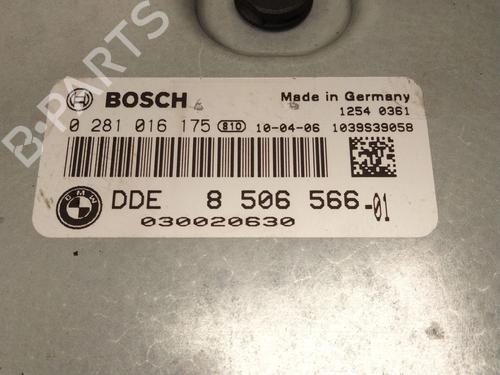 B-PARTS
BOSCH
Made in Germany
1254 0361
0 281 016 175 810 10-04-06 1039S39058
BMW
DDE 8 506 566-01
030020630